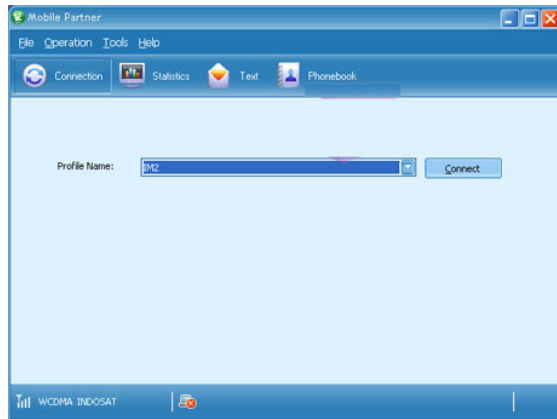 Mobile Partner
File Operation Tools Help
Connection Statistics Text Phonebook
Profile Name: IM2 Connect
WCDMA INDOSAT